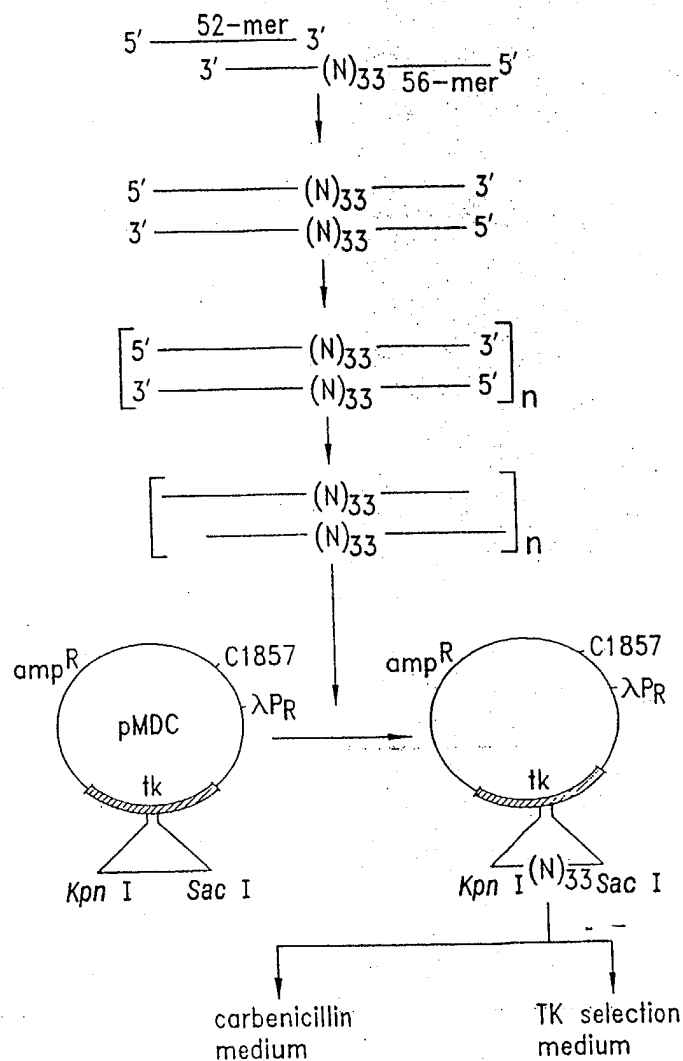 52-mer
5′ 3′
3′ (N)33 5′
56-mer
5′ (N)33 3′
3′ (N)33 5′
5′ (N)33 3′
3′ (N)33 5′ n
(N)33
(N)33 n
ampR C1857 λPR pMDC tk
Kpn I Sac I
ampR C1857 λPR tk
Kpn I (N)33 Sac I
carbenicillin
medium
TK selection
medium